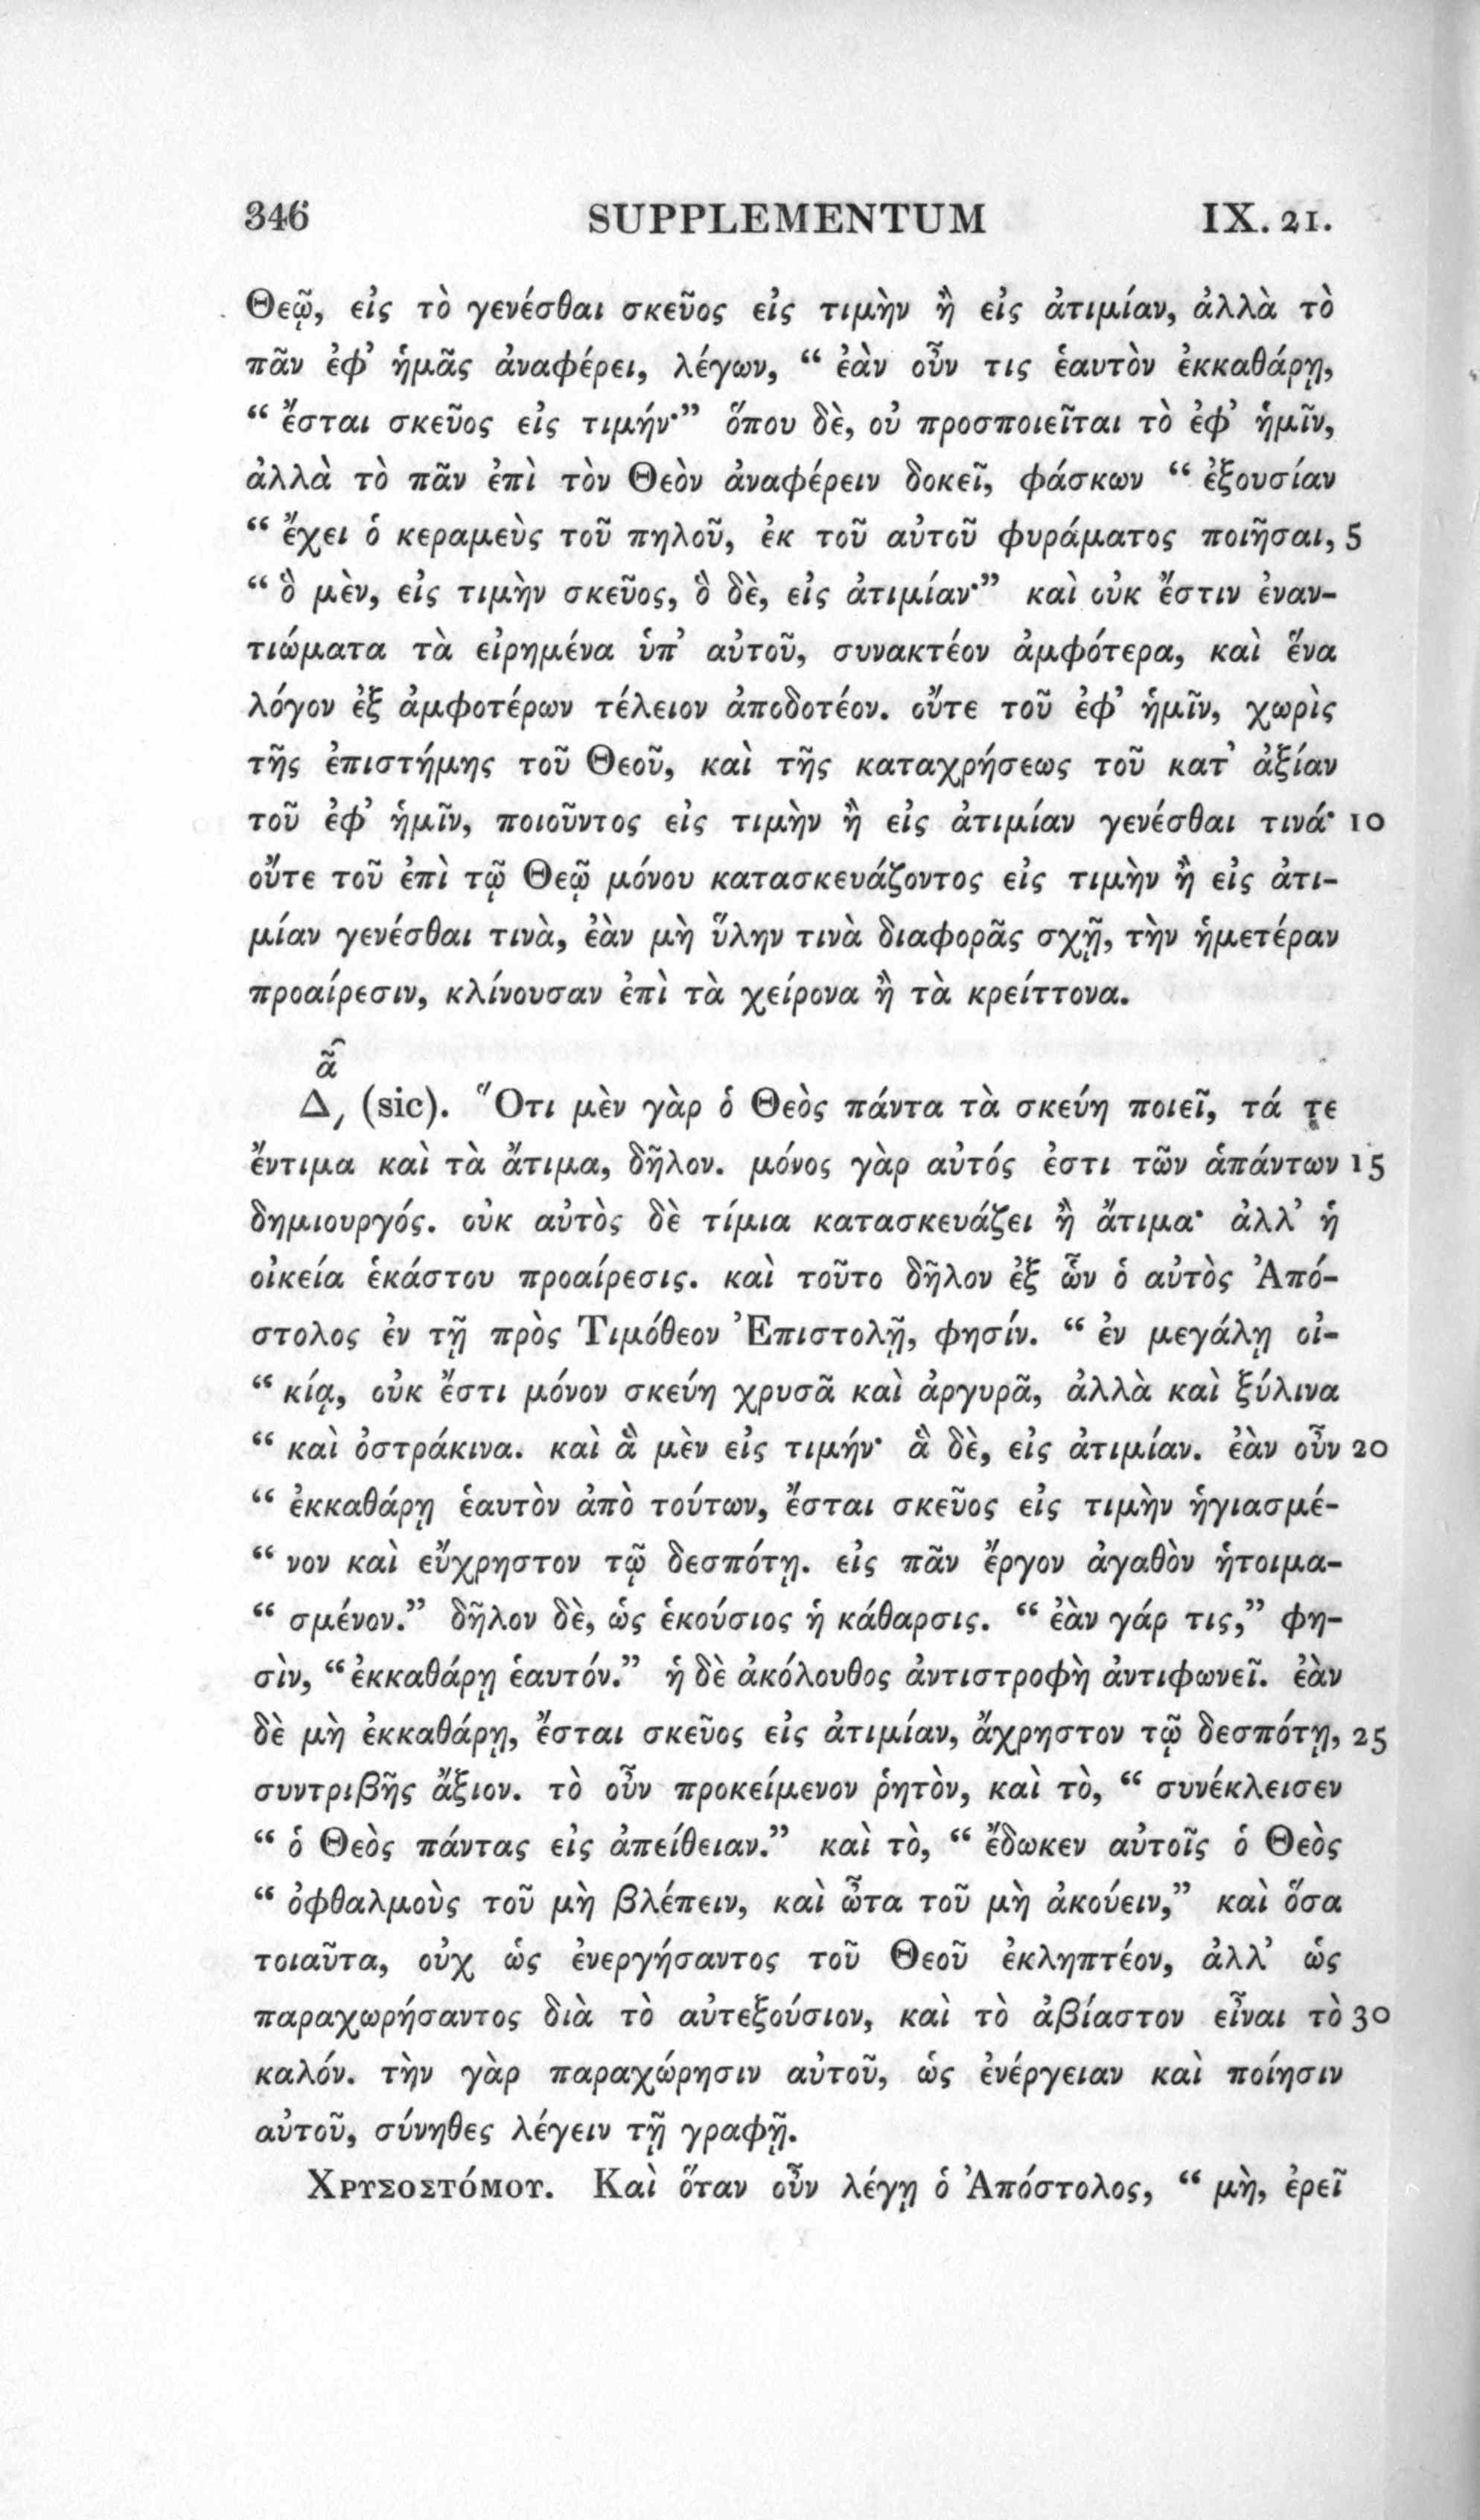 346 SUPPLEMENTUM IX. 21.
Θεῷ, εἰς τὸ γενέσθαι σκεῦος εἰς τιμὴν ἢ εἰς ἀτιμίαν, ἀλλὰ τὸ
πᾶν ἐφ’ ἡμᾶς ἀναφέρει, λέγων, “ ἐὰν οὖν τις ἑαυτὸν ἐκκαθάρῃ,
“ ἔσται σκεῦος εἰς τιμήν·” ὅπου δὲ, οὐ προσποιεῖται τὸ ἐφ’ ἡμῖν,
ἀλλὰ τὸ πᾶν ἐπὶ τὸν Θεὸν ἀναφέρειν δοκεῖ, φάσκων “ ἐξουσίαν
“ ἔχει ὁ κεραμεὺς τοῦ πηλοῦ, ἐκ τοῦ αὐτοῦ φυράματος ποιῆσαι, 5
“ ὃ μὲν, εἰς τιμὴν σκεῦος, ὃ δὲ, εἰς ἀτιμίαν·” καὶ οὐκ ἔστιν ἐναν-
τιώματα τὰ εἰρημένα ὑπ’ αὐτοῦ, συνακτέον ἀμφότερα, καὶ ἕνα
λόγον ἐξ ἀμφοτέρων τέλειον ἀποδοτέον. οὔτε τοῦ ἐφ’ ἡμῖν, χωρὶς
τῆς ἐπιστήμης τοῦ Θεοῦ, καὶ τῆς καταχρήσεως τοῦ κατ’ ἀξίαν
τοῦ ἐφ’ ἡμῖν, ποιοῦντος εἰς τιμὴν ἢ εἰς ἀτιμίαν γενέσθαι τινά· 10
οὔτε τοῦ ἐπὶ τῷ Θεῷ μόνου κατασκευάζοντος εἰς τιμὴν ἢ εἰς ἀτι-
μίαν γενέσθαι τινὰ, ἐὰν μὴ ὕλην τινὰ διαφορᾶς σχῇ, τὴν ἡμετέραν
προαίρεσιν, κλίνουσαν ἐπὶ τὰ χείρονα ἢ τὰ κρείττονα.
Δ, (sic). Ὅτι μὲν γὰρ ὁ Θεὸς πάντα τὰ σκεύη ποιεῖ, τά τε
ἔντιμα καὶ τὰ ἄτιμα, δῆλον. μόνος γὰρ αὐτός ἐστι τῶν ἁπάντων 15
δημιουργός. οὐκ αὐτὸς δὲ τίμια κατασκευάζει ἢ ἄτιμα· ἀλλ’ ἡ
οἰκεία ἑκάστου προαίρεσις. καὶ τοῦτο δῆλον ἐξ ὧν ὁ αὐτὸς Ἀπό-
στολος ἐν τῇ πρὸς Τιμόθεον Ἐπιστολῇ, φησίν. “ ἐν μεγάλῃ οἰ-
“ κίᾳ, οὐκ ἔστι μόνον σκεύη χρυσᾶ καὶ ἀργυρᾶ, ἀλλὰ καὶ ξύλινα
“ καὶ ὀστράκινα. καὶ ἃ μὲν εἰς τιμήν· ἃ δὲ, εἰς ἀτιμίαν. ἐὰν οὖν 20
“ ἐκκαθάρῃ ἑαυτὸν ἀπὸ τούτων, ἔσται σκεῦος εἰς τιμὴν ἡγιασμέ-
“ νον καὶ εὔχρηστον τῷ δεσπότῃ. εἰς πᾶν ἔργον ἀγαθὸν ἡτοιμα-
“ σμένον.” δῆλον δὲ, ὡς ἑκούσιος ἡ κάθαρσις. “ ἐὰν γάρ τις,” φη-
σὶν, “ ἐκκαθάρῃ ἑαυτόν.” ἡ δὲ ἀκόλουθος ἀντιστροφὴ ἀντιφωνεῖ. ἐὰν
δὲ μὴ ἐκκαθάρῃ, ἔσται σκεῦος εἰς ἀτιμίαν, ἄχρηστον τῷ δεσπότῃ, 25
συντριβῆς ἄξιον. τὸ οὖν προκείμενον ῥητὸν, καὶ τὸ, “ συνέκλεισεν
“ ὁ Θεὸς πάντας εἰς ἀπείθειαν.” καὶ τὸ, “ ἔδωκεν αὐτοῖς ὁ Θεὸς
“ ὀφθαλμοὺς τοῦ μὴ βλέπειν, καὶ ὦτα τοῦ μὴ ἀκούειν,” καὶ ὅσα
τοιαῦτα, οὐχ ὡς ἐνεργήσαντος τοῦ Θεοῦ ἐκληπτέον, ἀλλ’ ὡς
παραχωρήσαντος διὰ τὸ αὐτεξούσιον, καὶ τὸ ἀβίαστον εἶναι τὸ 30
καλόν. τὴν γὰρ παραχώρησιν αὐτοῦ, ὡς ἐνέργειαν καὶ ποίησιν
αὐτοῦ, σύνηθες λέγειν τῇ γραφῇ.
Χρυσοστόμου. Καὶ ὅταν οὖν λέγῃ ὁ Ἀπόστολος, “ μὴ, ἐρεῖ